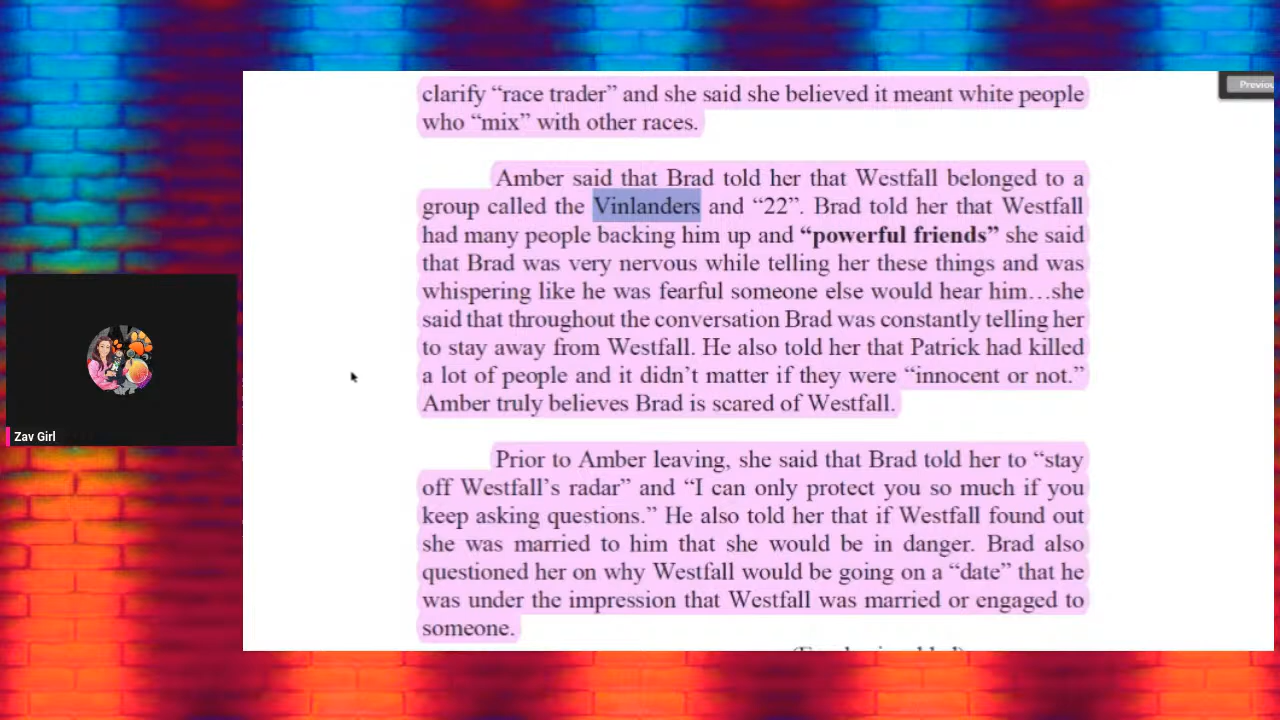 Previou
clarify “race trader” and she said she believed it meant white people
who “mix” with other races.
Amber said that Brad told her that Westfall belonged to a
group called the Vinlanders and “22”. Brad told her that Westfall
had many people backing him up and “powerful friends” she said
that Brad was very nervous while telling her these things and was
whispering like he was fearful someone else would hear him…she
said that throughout the conversation Brad was constantly telling her
to stay away from Westfall. He also told her that Patrick had killed
a lot of people and it didn’t matter if they were “innocent or not.”
Amber truly believes Brad is scared of Westfall.
Prior to Amber leaving, she said that Brad told her to “stay
off Westfall’s radar” and “I can only protect you so much if you
keep asking questions.” He also told her that if Westfall found out
she was married to him that she would be in danger. Brad also
questioned her on why Westfall would be going on a “date” that he
was under the impression that Westfall was married or engaged to
someone.
Zav Girl